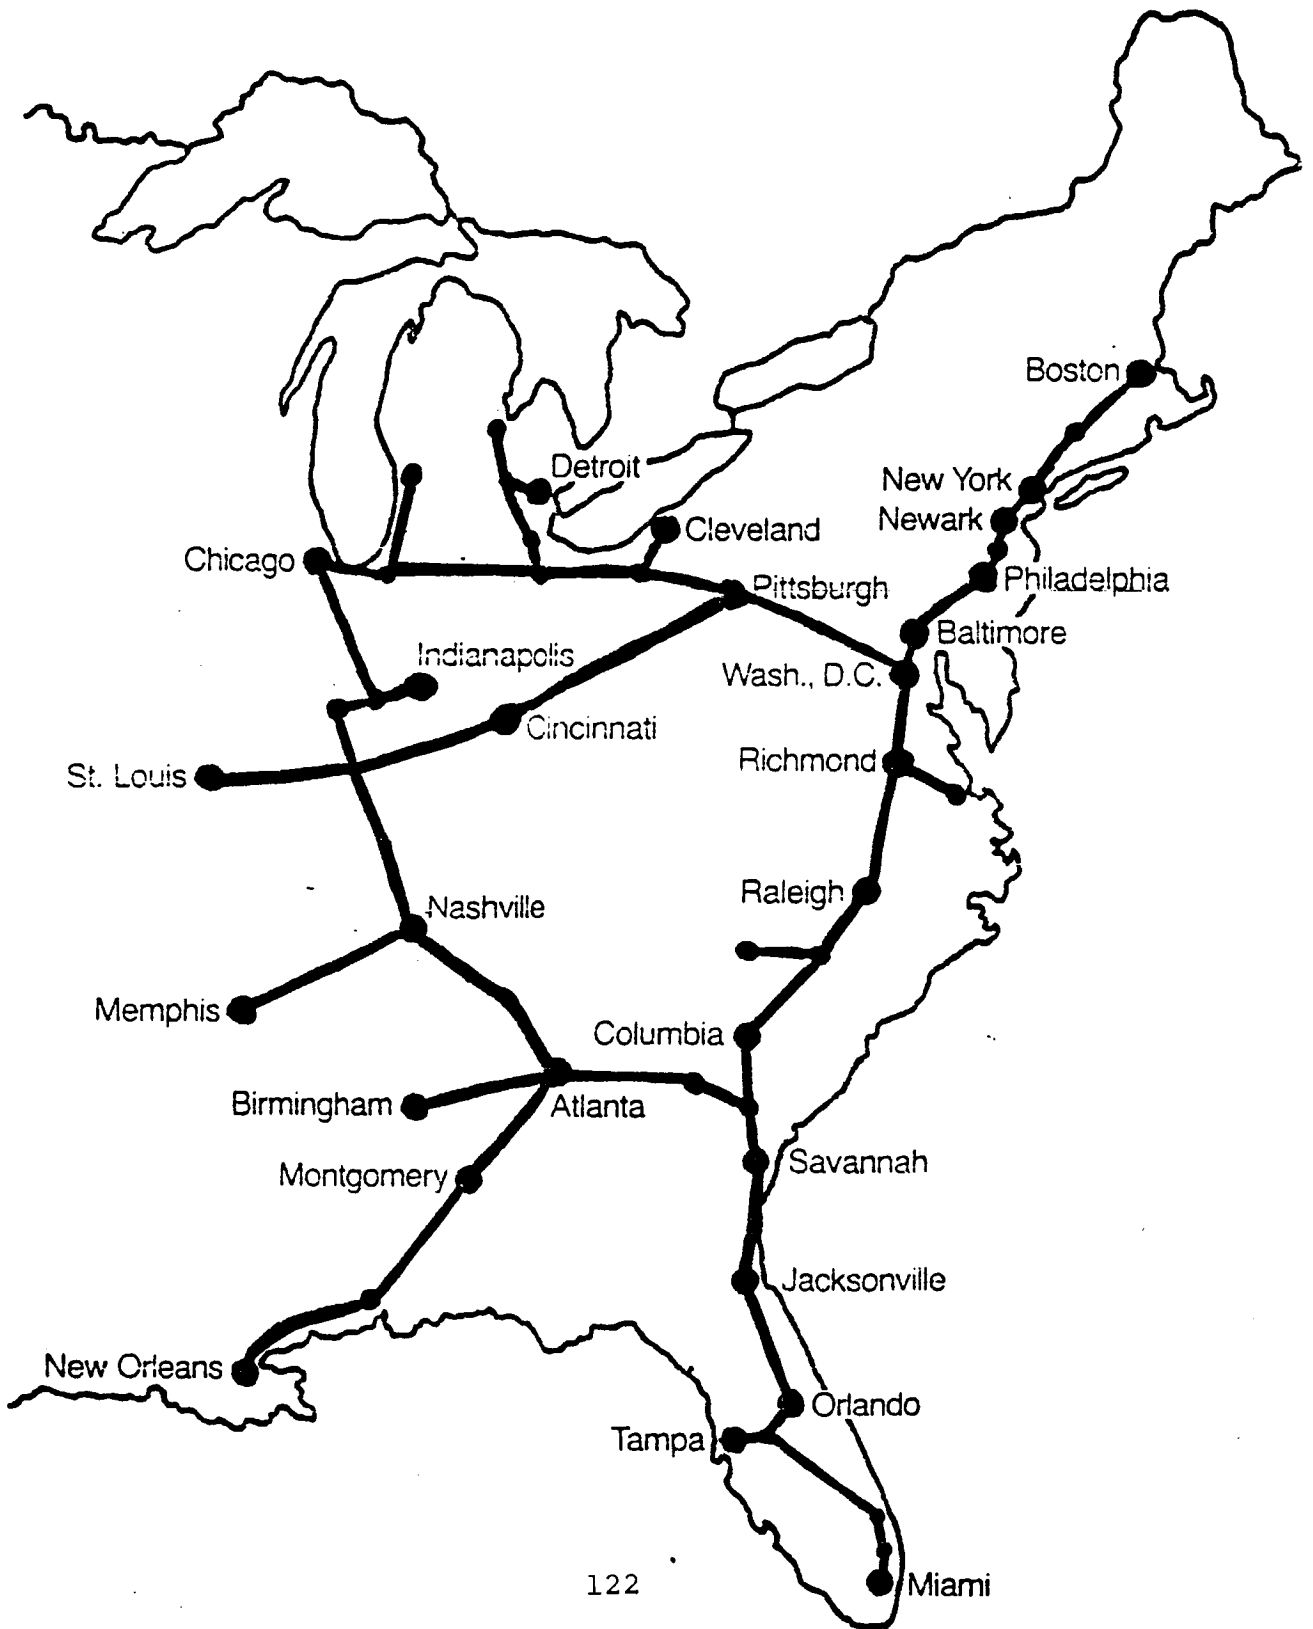 Boston
Detroit
New York
Newark
Cleveland
Chicago
Pittsburgh
Philadelphia
Baltimore
Indianapolis
Wash., D.C.
Cincinnati
Richmond
St. Louis
Raleigh
Nashville
Memphis
Columbia
Birmingham
Atlanta
Savannah
Montgomery
Jacksonville
New Orleans
Orlando
Tampa
122
Miami